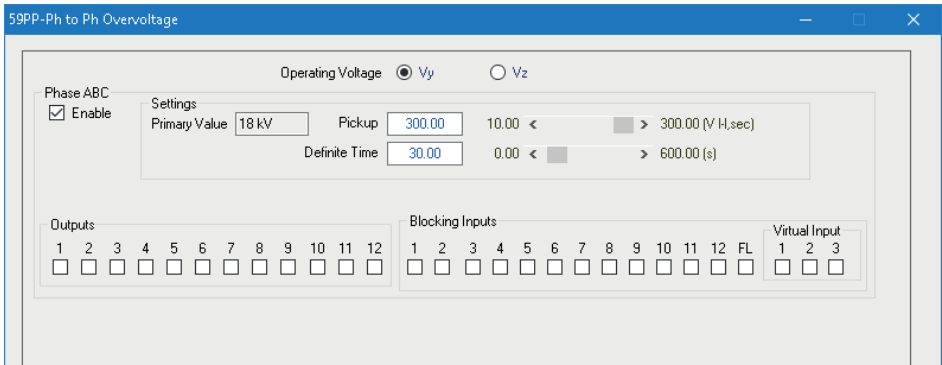 59PP-Ph to Ph Overvoltage
Operating Voltage Vy Vz
Phase ABC
Enable
Settings
Primary Value 18 kV Pickup 300.00 10.00 < > 300.00 (V l-l,sec)
Definite Time 30.00 0.00 < > 600.00 (s)
Outputs
1 2 3 4 5 6 7 8 9 10 11 12
Blocking Inputs
1 2 3 4 5 6 7 8 9 10 11 12 FL
Virtual Input
1 2 3